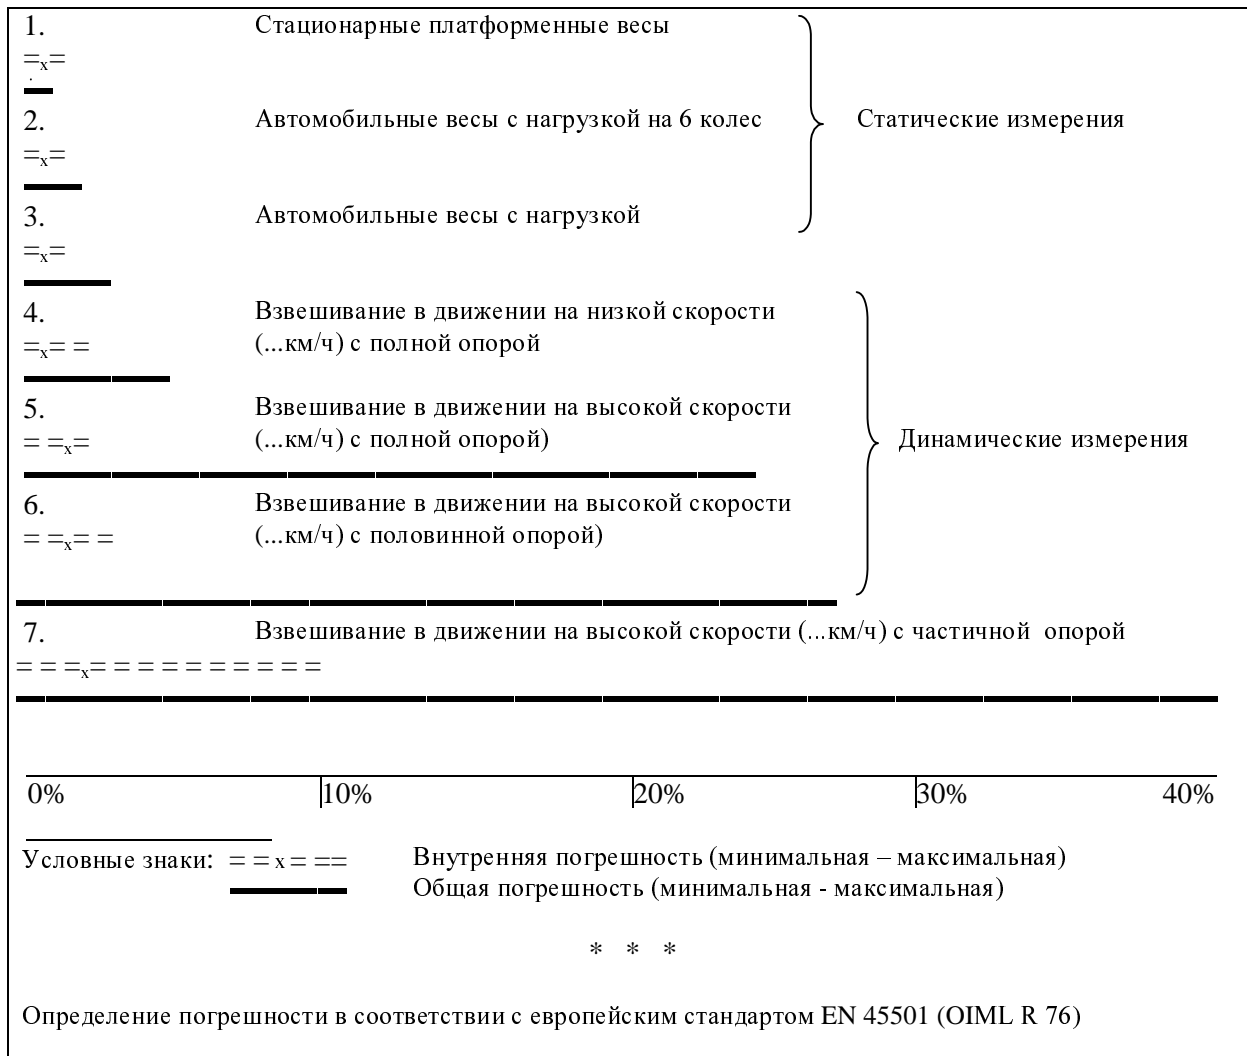 1. Стационарные платформенные весы
=x=
2. Автомобильные весы с нагрузкой на 6 колес Статические измерения
=x=
3. Автомобильные весы с нагрузкой
=x=
4. Взвешивание в движении на низкой скорости
=x= = (...км/ч) с полной опорой
5. Взвешивание в движении на высокой скорости
= =x= (...км/ч) с полной опорой) Динамические измерения
6. Взвешивание в движении на высокой скорости
= =x= = (...км/ч) с половинной опорой)
7. Взвешивание в движении на высокой скорости (...км/ч) с частичной опорой
= = =x= = = = = = = = = =
0% 10% 20% 30% 40%
Условные знаки: = = x = == Внутренняя погрешность (минимальная – максимальная)
Общая погрешность (минимальная - максимальная)
* * *
Определение погрешности в соответствии с европейским стандартом EN 45501 (OIML R 76)